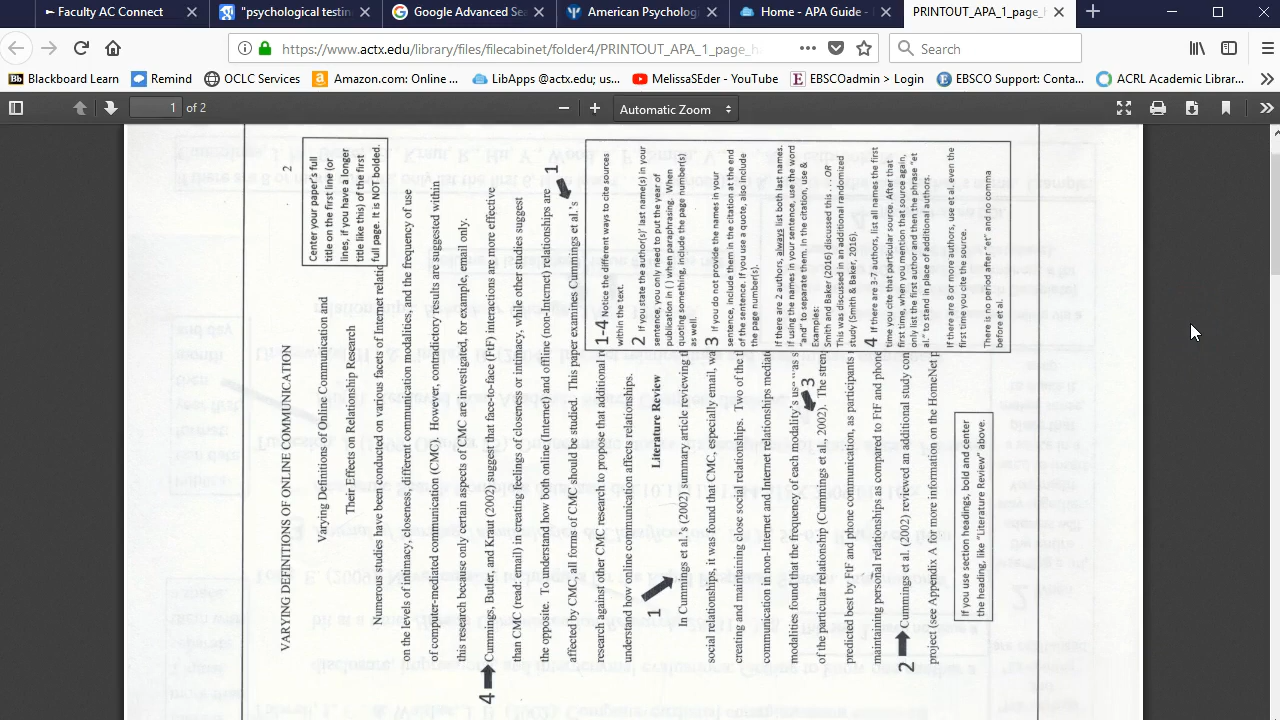 Faculty AC Connect
"psychological testin
Google Advanced Sea
American Psychologi
Home - APA Guide -
PRINTOUT_APA_1_page_h
https://www.actx.edu/library/files/filecabinet/folder4/PRINTOUT_APA_1_page_h
Search
Blackboard Learn
Remind
OCLC Services
Amazon.com: Online ...
LibApps @actx.edu; us...
MelissaSEder - YouTube
EBSCOadmin > Login
EBSCO Support: Conta...
ACRL Academic Librar...
1 of 2
Automatic Zoom
VARYING DEFINITIONS OF ONLINE COMMUNICATION
2
Center your paper's full
title on the first line (or
lines, if you have a longer
title like this) of the first
full page. It is NOT bolded.
Varying Definitions of Online Communication and
Their Effects on Relationship Research
Numerous studies have been conducted on various facets of Internet relatio
on the levels of intimacy, closeness, different communication modalities, and the frequency of use
of computer-mediated communication (CMC). However, contradictory results are suggested within
this research because only certain aspects of CMC are investigated, for example, email only.
4
Cummings, Butler, and Kraut (2002) suggest that face-to-face (FtF) interactions are more effective
than CMC (read: email) in creating feelings of closeness or intimacy, while other studies suggest
the opposite. To understand how both online (Internet) and offline (non-Internet) relationships are
1
affected by CMC, all forms of CMC should be studied. This paper examines Cummings et al.'s
research against other CMC research to propose that additional re
understand how online communication affects relationships.
Literature Review
1
In Cummings et al.'s (2002) summary article reviewing t
social relationships, it was found that CMC, especially email, wa
creating and maintaining close social relationships. Two of the t
communication in non-Internet and Internet relationships mediate
modalities found that the frequency of each modality's use was s
3
of the particular relationship (Cummings et al., 2002). The stren
predicted best by FtF and phone communication, as participants
maintaining personal relationships as compared to FtF and phone
2
Cummings et al. (2002) reviewed an additional study con
project (see Appendix A for more information on the HomeNet p
1-4 Notice the different ways to cite sources
within the text.
2 If you state the author(s)' last name(s) in your
sentence, you only need to put the year of
publication in ( ) when paraphrasing. When
quoting something, include the page number(s)
as well.
3 If you do not provide the names in your
sentence, include them in the citation at the end
of the sentence. If you use a quote, also include
the page number(s).
If there are 2 authors, always list both last names.
If using the names in your sentence, use the word
"and" to separate them. In the citation, use &
Examples:
Smith and Baker (2016) discussed this . . . OR
This was discussed in an additional randomized
study (Smith & Baker, 2016).
4 If there are 3-7 authors, list all names the first
time you cite that particular source. After that
first time, when you mention that source again,
only list the first author and then the phrase "et
al." to stand in place of additional authors.
If there are 8 or more authors, use et al. even the
first time you cite the source.
There is no period after "et" and no comma
before et al.
If you use section headings, bold and center
the heading, like "Literature Review" above.